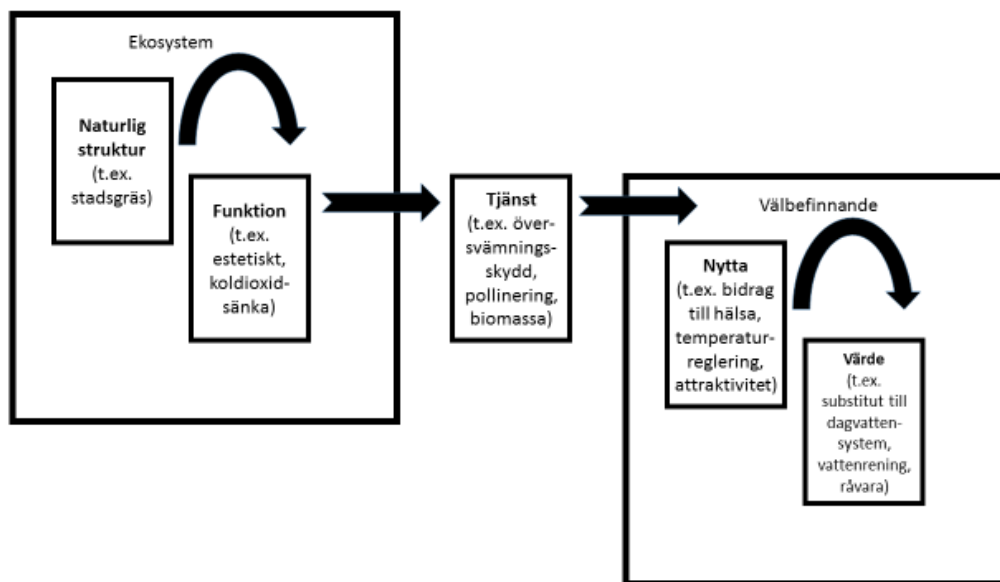 Ekosystem
Naturlig
struktur
(t.ex.
stadsgräs)
Funktion
(t.ex.
estetiskt,
koldioxid-
sänka)
Tjänst
(t.ex. över-
svämnings-
skydd,
pollinering,
biomassa)
Välbefinnande
Nytta
(t.ex. bidrag
till hälsa,
temperatur-
reglering,
attraktivitet)
Värde
(t.ex.
substitut till
dagvatten-
system,
vattenrening,
råvara)